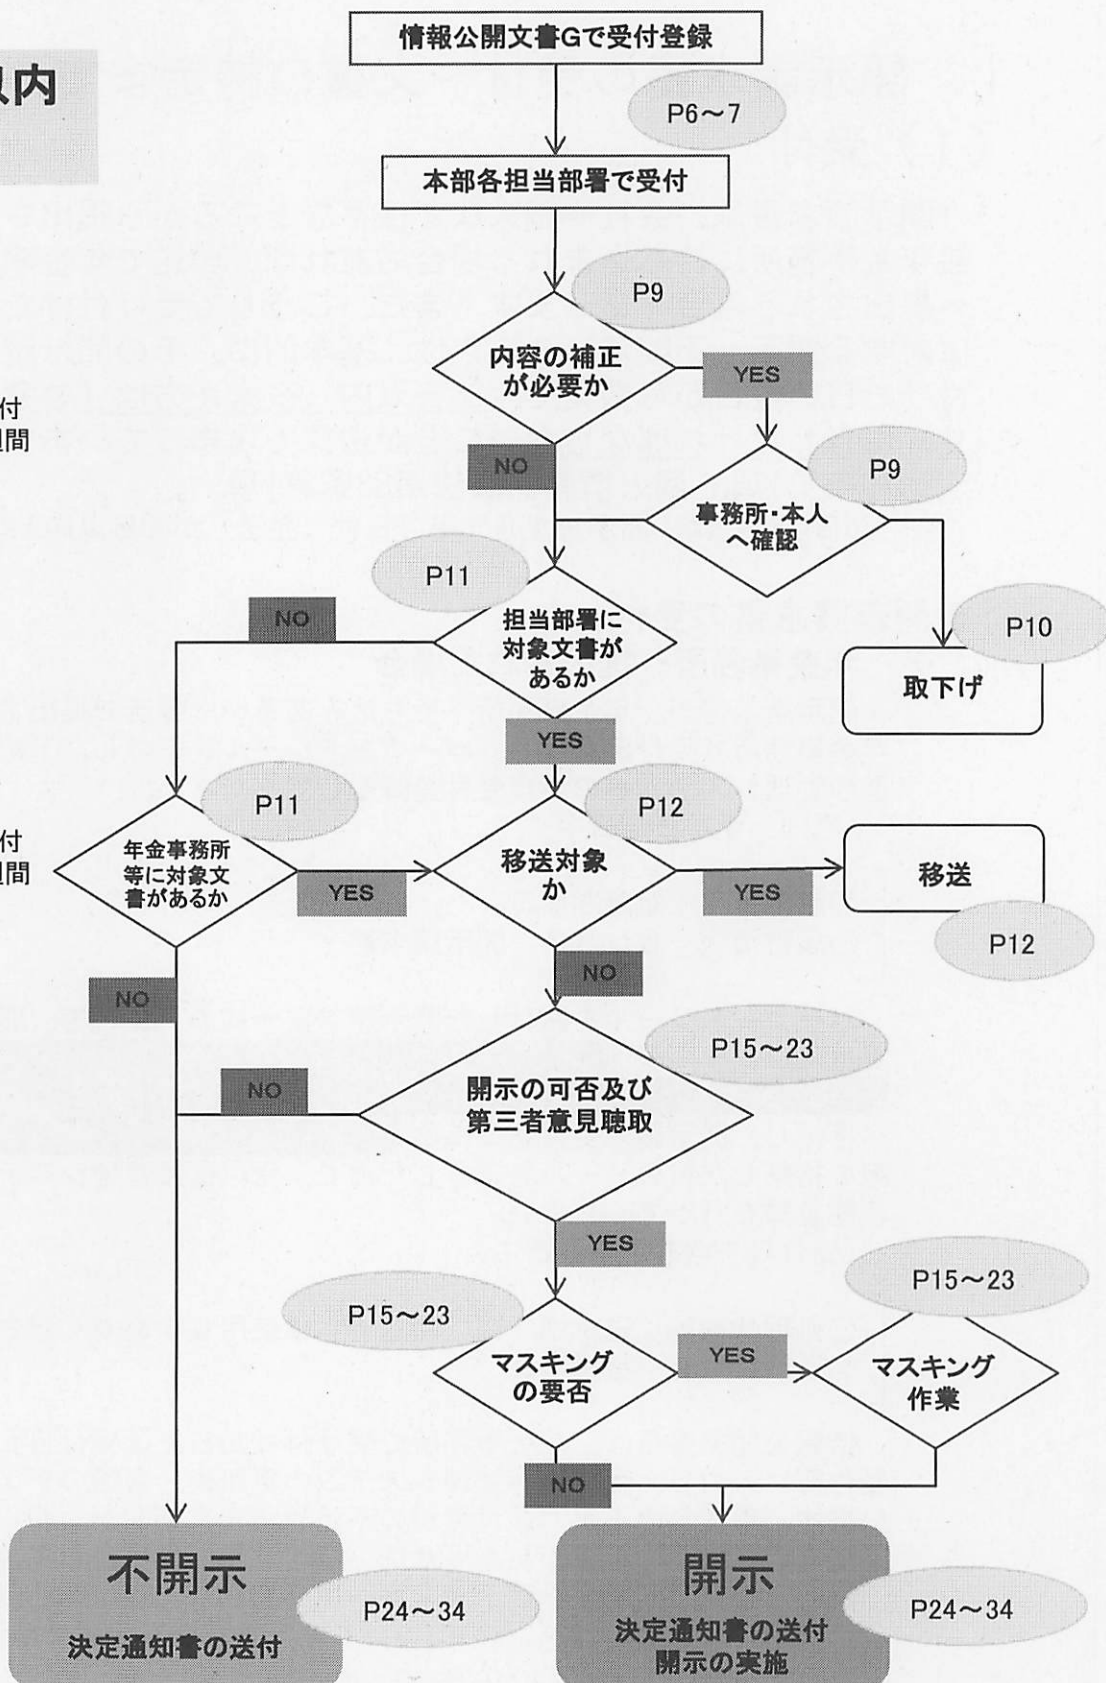 情報公開文書Gで受付登録
以内
P6～7
本部各担当部署で受付
P9
内容の補正
が必要か
YES
付
間
NO
P9
事務所・本人
へ確認
P11
NO
担当部署に
対象文書が
あるか
P10
取下げ
YES
P11
P12
付
間
年金事務所
等に対象文
書があるか
YES
移送対象
か
YES
移送
P12
NO
NO
P15～23
NO
開示の可否及び
第三者意見聴取
YES
P15～23
P15～23
マスキング
の要否
YES
マスキング
作業
NO
不開示
決定通知書の送付
P24～34
開示
決定通知書の送付
開示の実施
P24～34